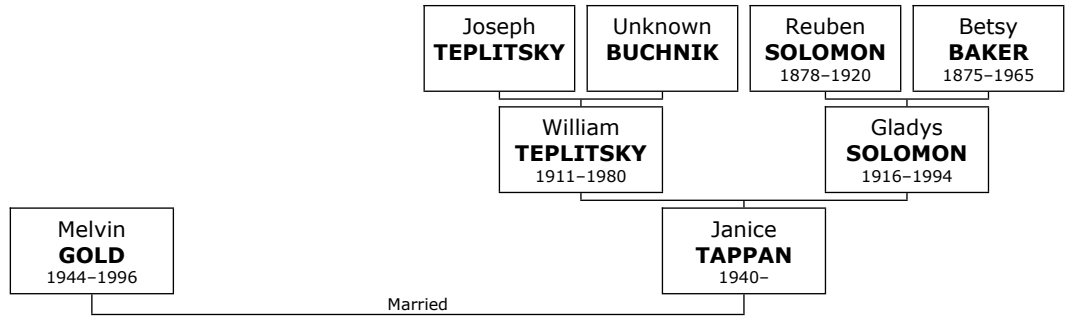 Joseph
TEPLITSKY
Unknown
BUCHNIK
Reuben
SOLOMON
1878–1920
Betsy
BAKER
1875–1965
William
TEPLITSKY
1911–1980
Gladys
SOLOMON
1916–1994
Melvin
GOLD
1944–1996
Janice
TAPPAN
1940–
Married